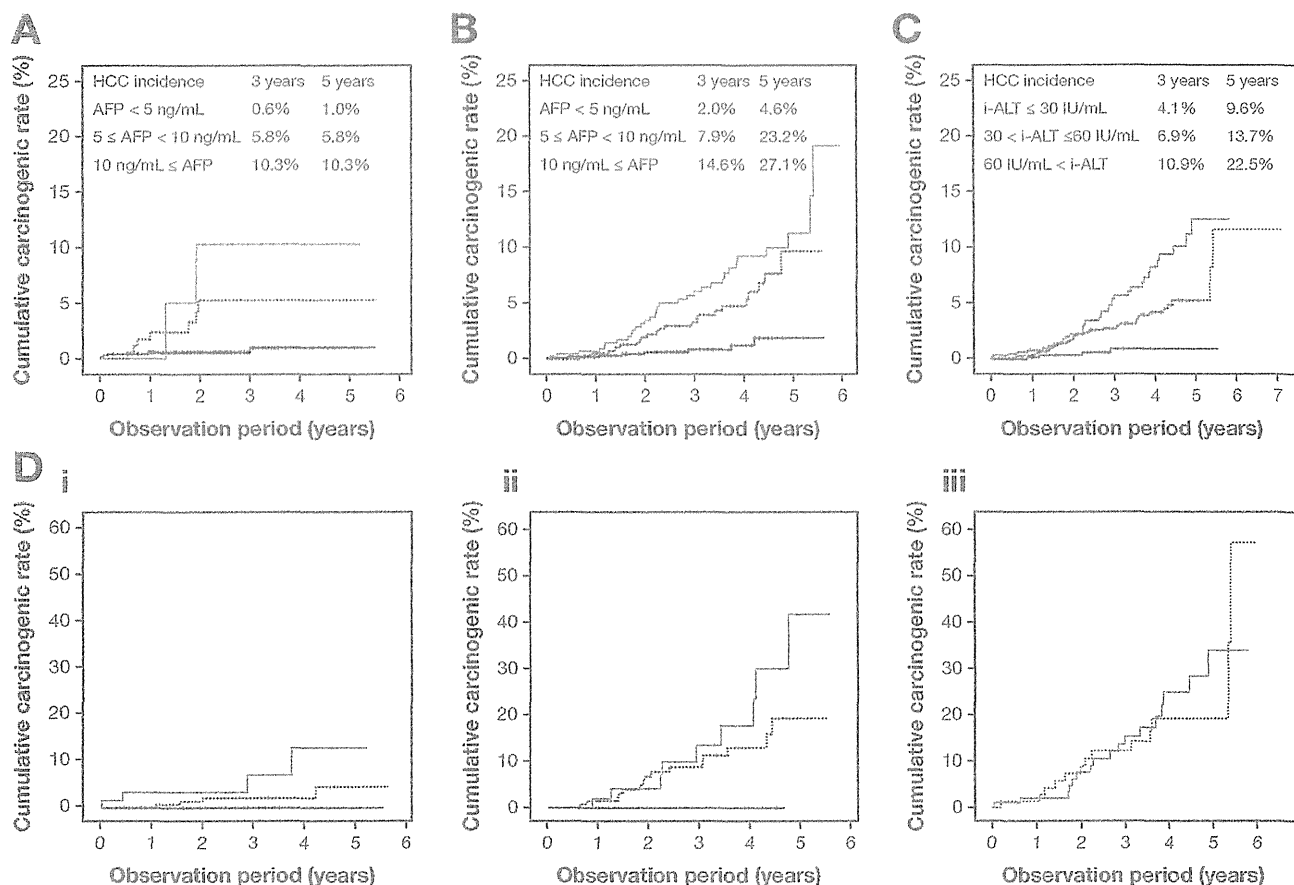 A
Cumulative carcinogenic rate (%)
25
20
15
10
5
0
HCC incidence 3 years 5 years
AFP < 5 ng/mL 0.6% 1.0%
5 ≤ AFP < 10 ng/mL 5.8% 5.8%
10 ng/mL ≤ AFP 10.3% 10.3%
0 1 2 3 4 5 6
Observation period (years)
B
Cumulative carcinogenic rate (%)
25
20
15
10
5
0
HCC incidence 3 years 5 years
AFP < 5 ng/mL 2.0% 4.6%
5 ≤ AFP < 10 ng/mL 7.9% 23.2%
10 ng/mL ≤ AFP 14.6% 27.1%
0 1 2 3 4 5 6
Observation period (years)
C
Cumulative carcinogenic rate (%)
25
20
15
10
5
0
HCC incidence 3 years 5 years
i-ALT ≤ 30 IU/mL 4.1% 9.6%
30 < i-ALT ≤60 IU/mL 6.9% 13.7%
60 IU/mL < i-ALT 10.9% 22.5%
0 1 2 3 4 5 6 7
Observation period (years)
D
i
Cumulative carcinogenic rate (%)
60
50
40
30
20
10
0
0 1 2 3 4 5 6
Observation period (years)
ii
Cumulative carcinogenic rate (%)
60
50
40
30
20
10
0
0 1 2 3 4 5 6
Observation period (years)
iii
Cumulative carcinogenic rate (%)
60
50
40
30
20
10
0
0 1 2 3 4 5 6
Observation period (years)